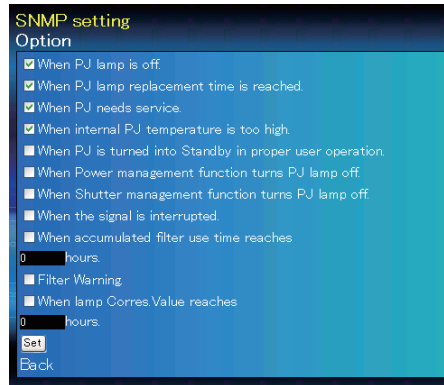 SNMP setting
Option
When PJ lamp is off.
When PJ lamp replacement time is reached.
When PJ needs service.
When internal PJ temperature is too high.
When PJ is turned into Standby in proper user operation.
When Power management function turns PJ lamp off.
When Shutter management function turns PJ lamp off.
When the signal is interrupted.
When accumulated filter use time reaches
0 hours.
Filter Warning
When lamp Corres.Value reaches
0 hours.
Set
Back